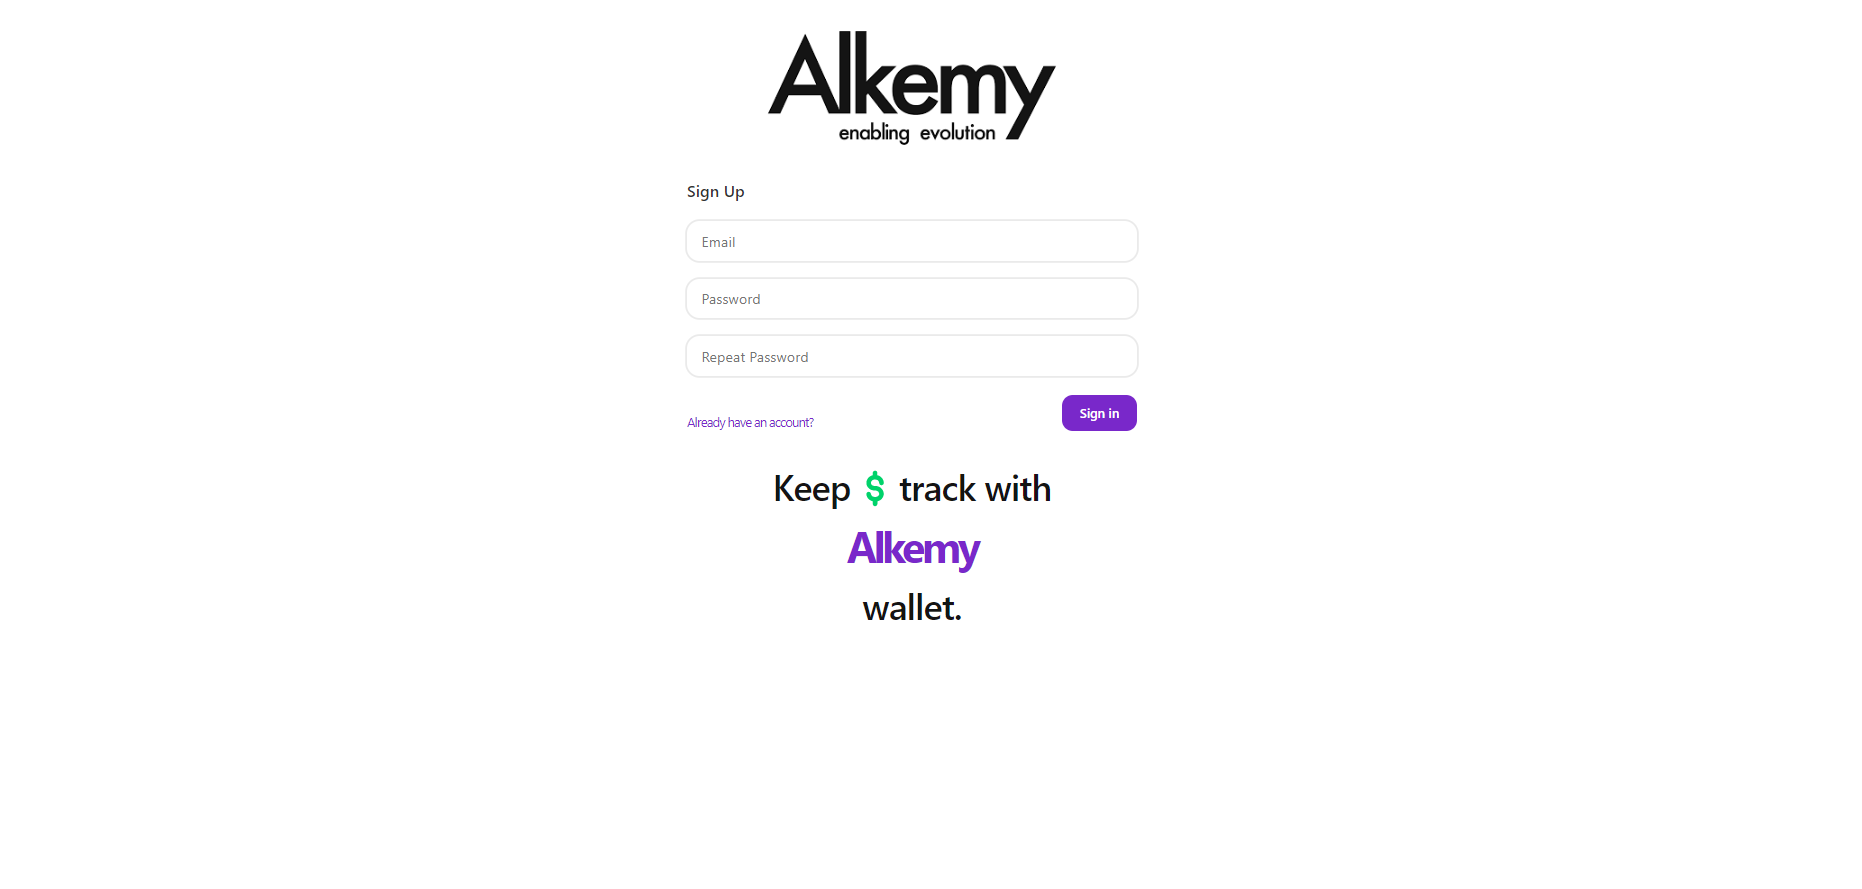 Alkemy
enabling evolution
Sign Up
Email
Password
Repeat Password
Already have an account?
Sign in
Keep $ track with
Alkemy
wallet.